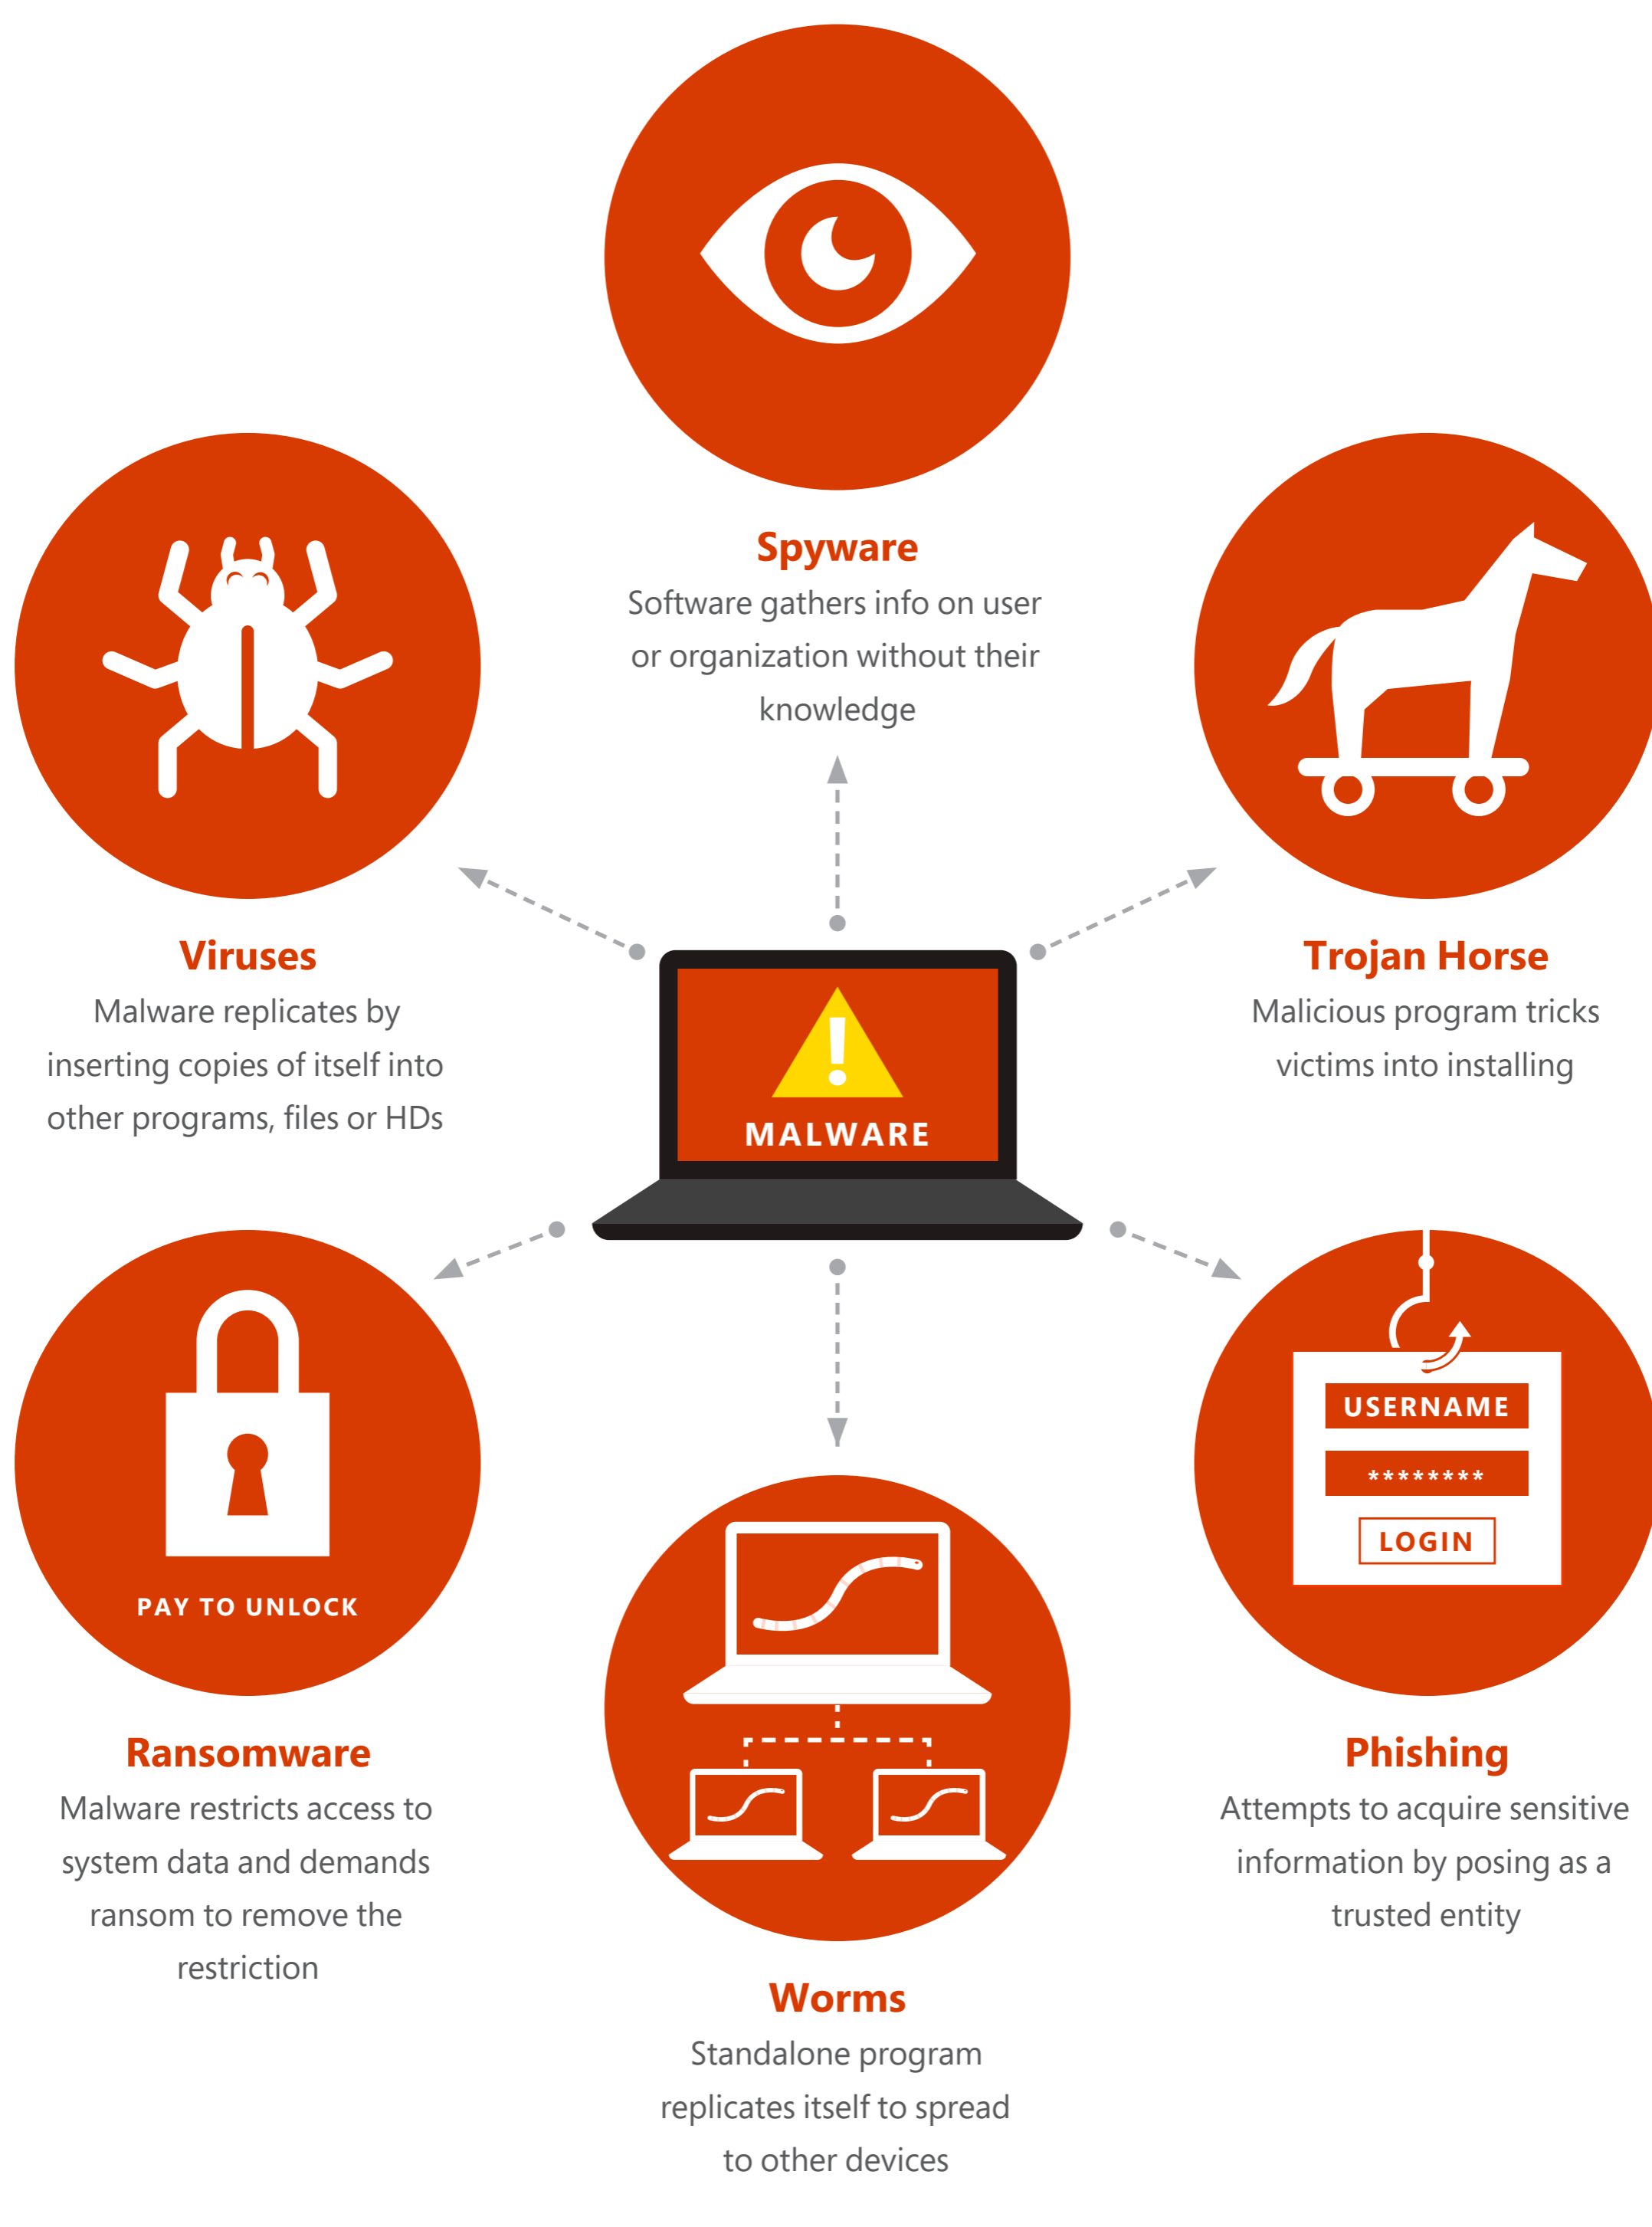 Spyware
Software gathers info on user
or organization without their
knowledge
Viruses
Malware replicates by
inserting copies of itself into
other programs, files or HDs
Trojan Horse
Malicious program tricks
victims into installing
MALWARE
PAY TO UNLOCK
Ransomware
Malware restricts access to
system data and demands
ransom to remove the
restriction
USERNAME
********
LOGIN
Phishing
Attempts to acquire sensitive
information by posing as a
trusted entity
Worms
Standalone program
replicates itself to spread
to other devices